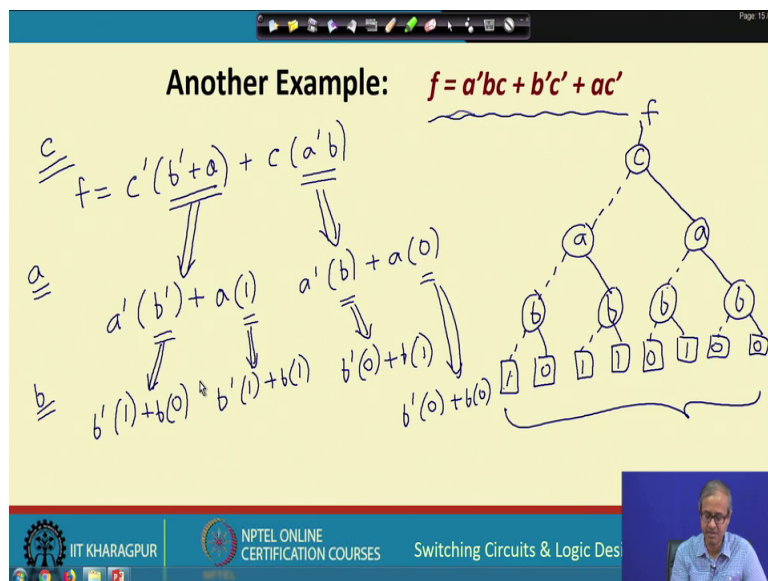 Page: 15
Another Example: f = a'bc + b'c' + ac'
c
f = c'(b'+a) + c(a'b)
a
a'(b') + a(1) a'(b) + a(0)
b
b'(1)+b(0) b'(1)+b(1) b'(0)+b(1) b'(0)+b(0)
f
c
a a
b b b b
1 0 1 1 0 1 0 0
IIT KHARAGPUR
NPTEL ONLINE
CERTIFICATION COURSES
Switching Circuits & Logic Desi